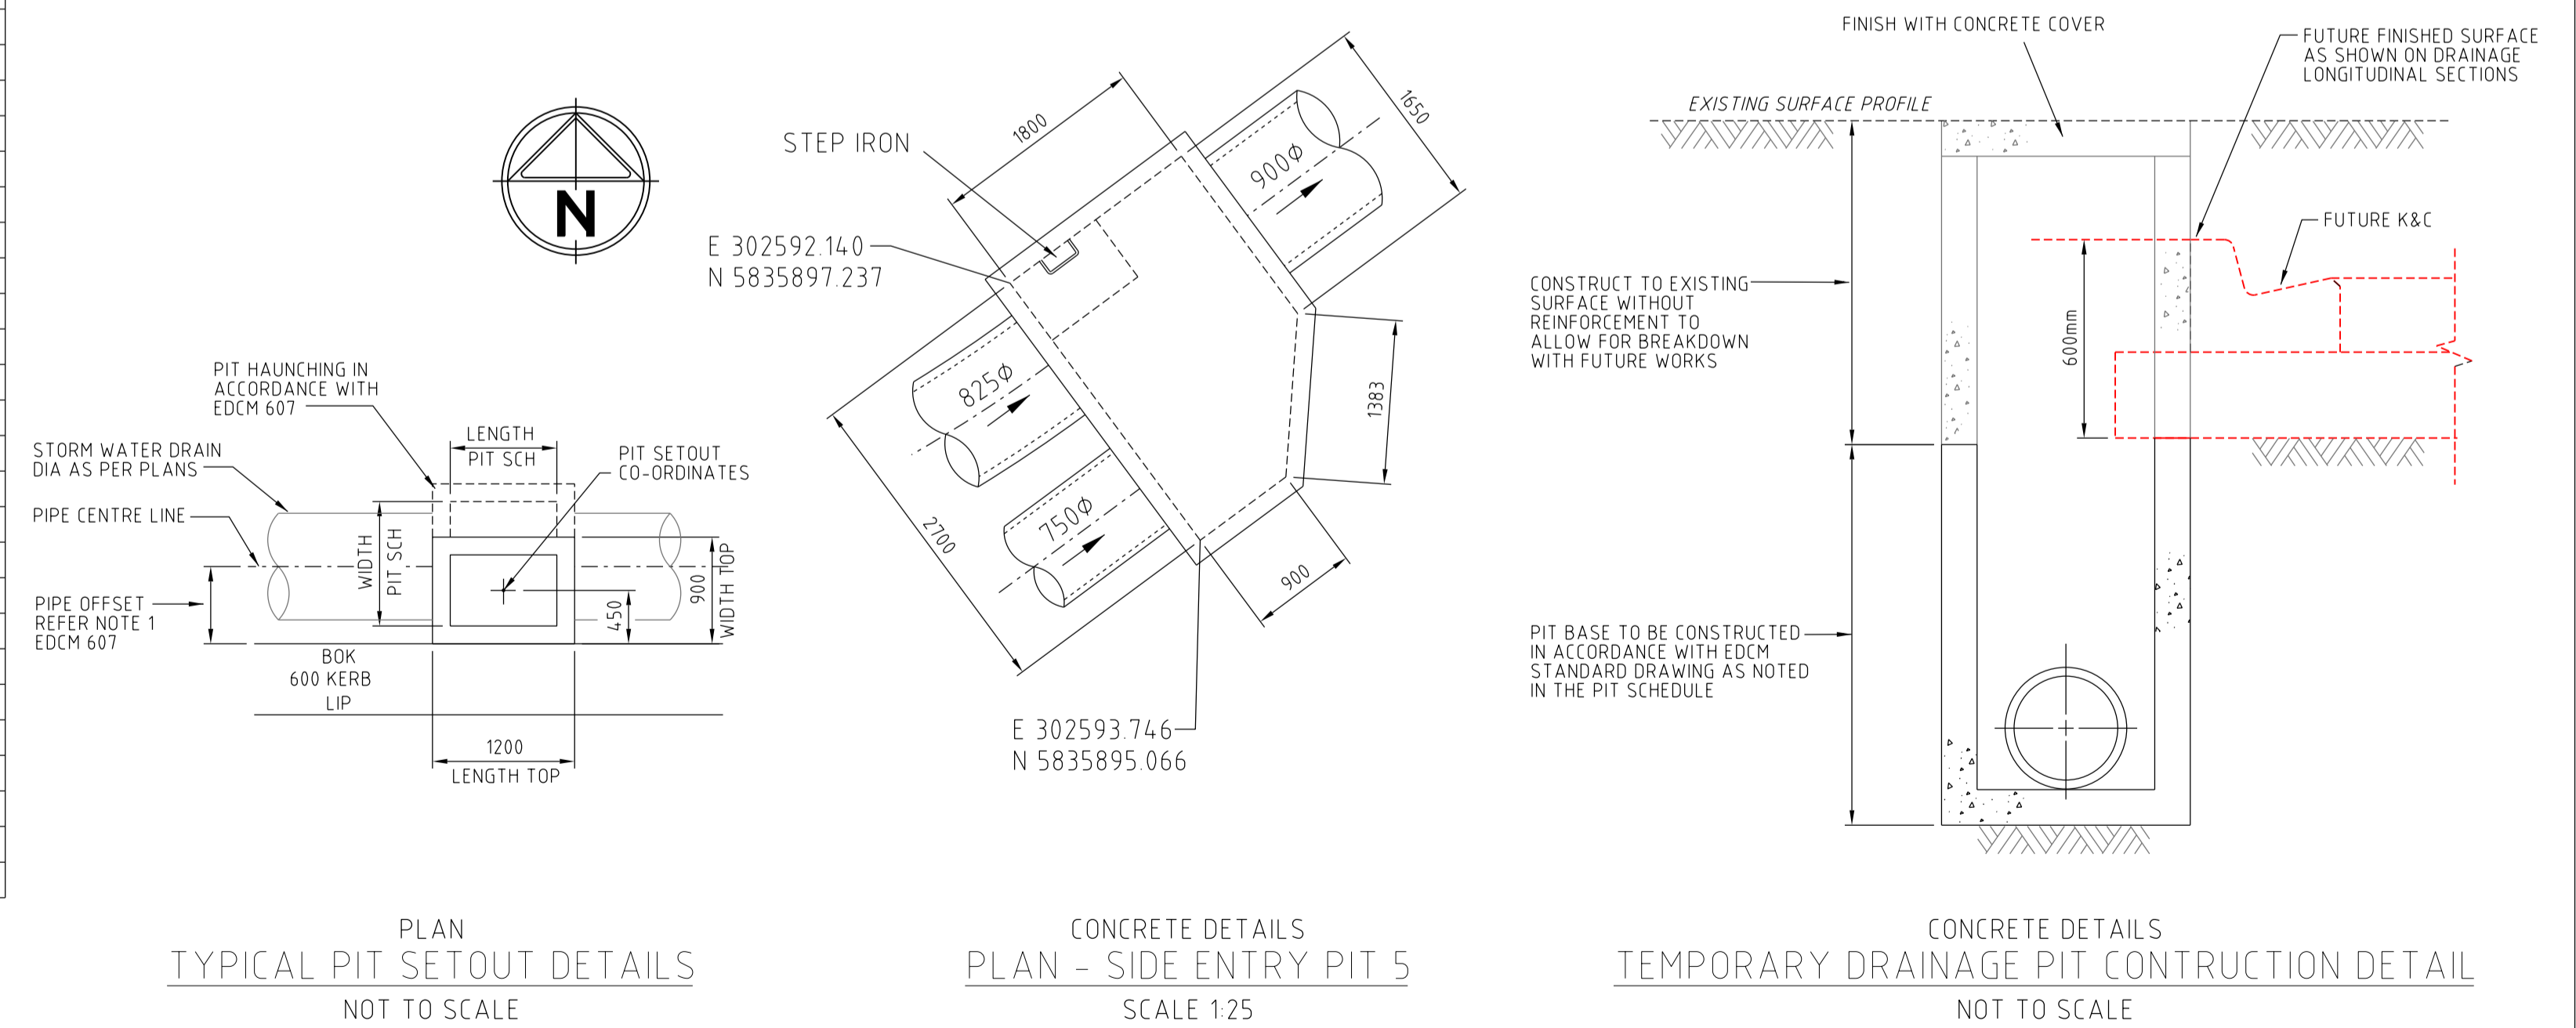 N
PIT HAUNCHING IN
ACCORDANCE WITH
EDCM 607
STORM WATER DRAIN
DIA AS PER PLANS
PIPE CENTRE LINE
PIPE OFFSET
REFER NOTE 1
EDCM 607
LENGTH
PIT SCH
PIT SETOUT
CO-ORDINATES
WIDTH
PIT SCH
450
900
WIDTH TOP
BOK
600 KERB
LIP
1200
LENGTH TOP
PLAN
TYPICAL PIT SETOUT DETAILS
NOT TO SCALE
STEP IRON
1800
1650
900Φ
E 302592.140
N 5835897.237
825Φ
750Φ
2700
1383
900
E 302593.746
N 5835895.066
CONCRETE DETAILS
PLAN - SIDE ENTRY PIT 5
SCALE 1:25
FINISH WITH CONCRETE COVER
FUTURE FINISHED SURFACE
AS SHOWN ON DRAINAGE
LONGITUDINAL SECTIONS
EXISTING SURFACE PROFILE
FUTURE K&C
CONSTRUCT TO EXISTING
SURFACE WITHOUT
REINFORCEMENT TO
ALLOW FOR BREAKDOWN
WITH FUTURE WORKS
600mm
PIT BASE TO BE CONSTRUCTED
IN ACCORDANCE WITH EDCM
STANDARD DRAWING AS NOTED
IN THE PIT SCHEDULE
CONCRETE DETAILS
TEMPORARY DRAINAGE PIT CONTRUCTION DETAIL
NOT TO SCALE